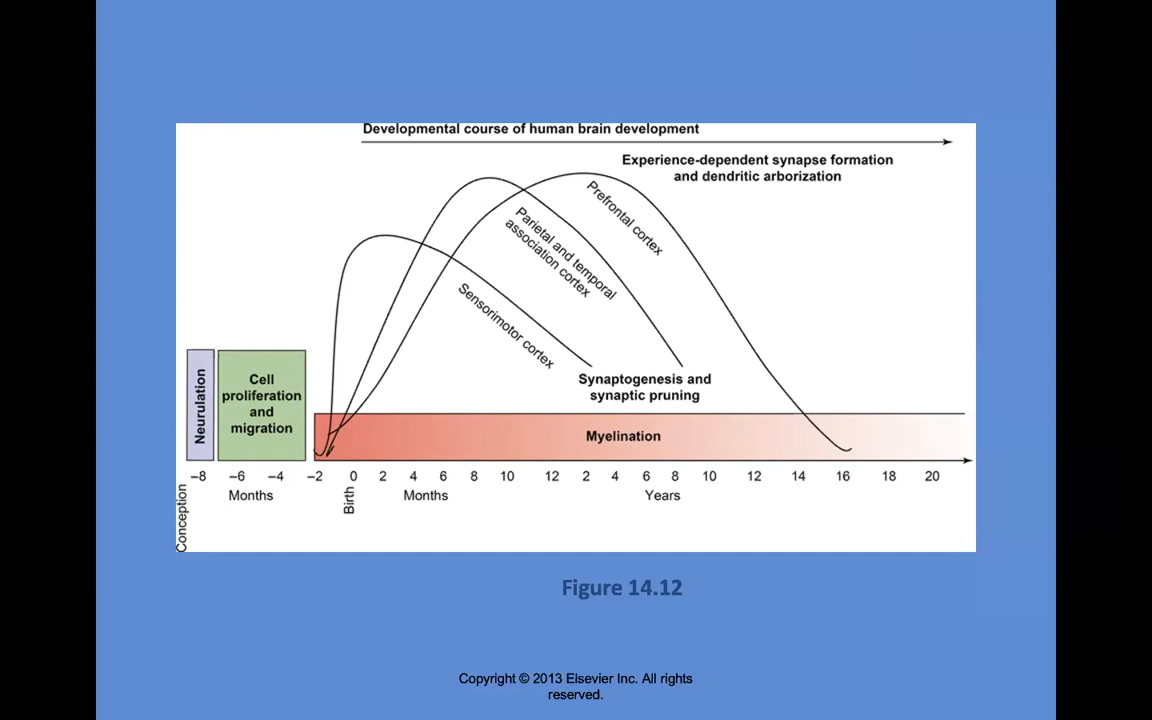 Developmental course of human brain development
Experience-dependent synapse formation
and dendritic arborization
Prefrontal cortex
Parietal and temporal
association cortex
Sensorimotor cortex
Synaptogenesis and
synaptic pruning
Neurulation
Cell
proliferation
and
migration
Myelination
–8 –6 –4 –2 0 2 4 6 8 10 12 2 4 6 8 10 12 14 16 18 20
Conception
Months
Birth
Months
Years
Figure 14.12
Copyright © 2013 Elsevier Inc. All rights
reserved.